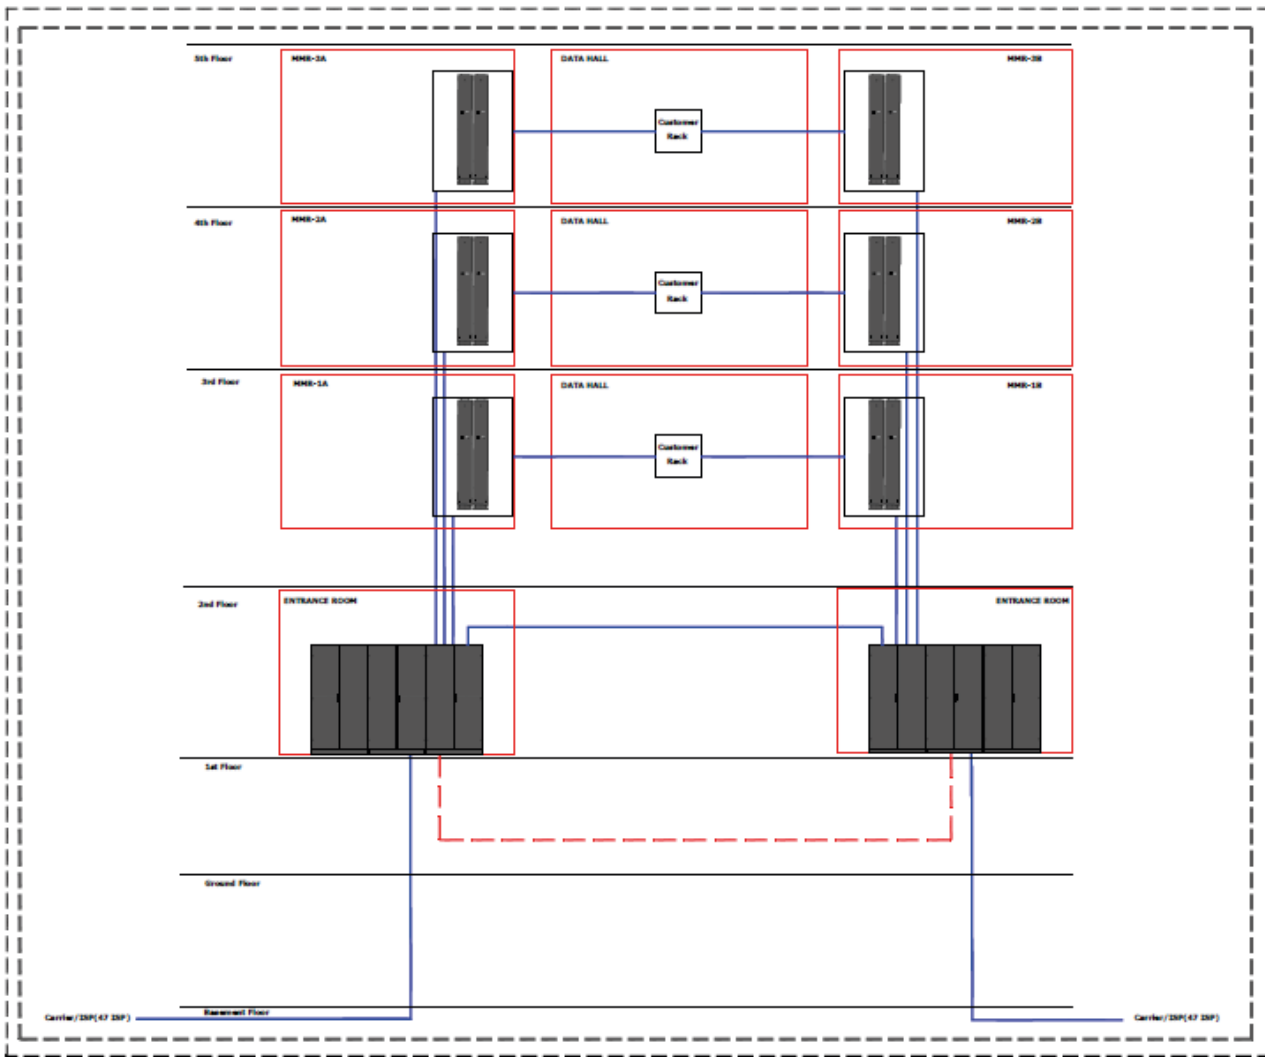 5th Floor
MMR-3A
DATA HALL
MMR-3B
Customer
Rack
4th Floor
MMR-2A
DATA HALL
MMR-2B
Customer
Rack
3rd Floor
MMR-1A
DATA HALL
MMR-1B
Customer
Rack
2nd Floor
ENTRANCE ROOM
ENTRANCE ROOM
1st Floor
Ground Floor
Basement Floor
Carrier/ISP(47 ISP)
Carrier/ISP(47 ISP)